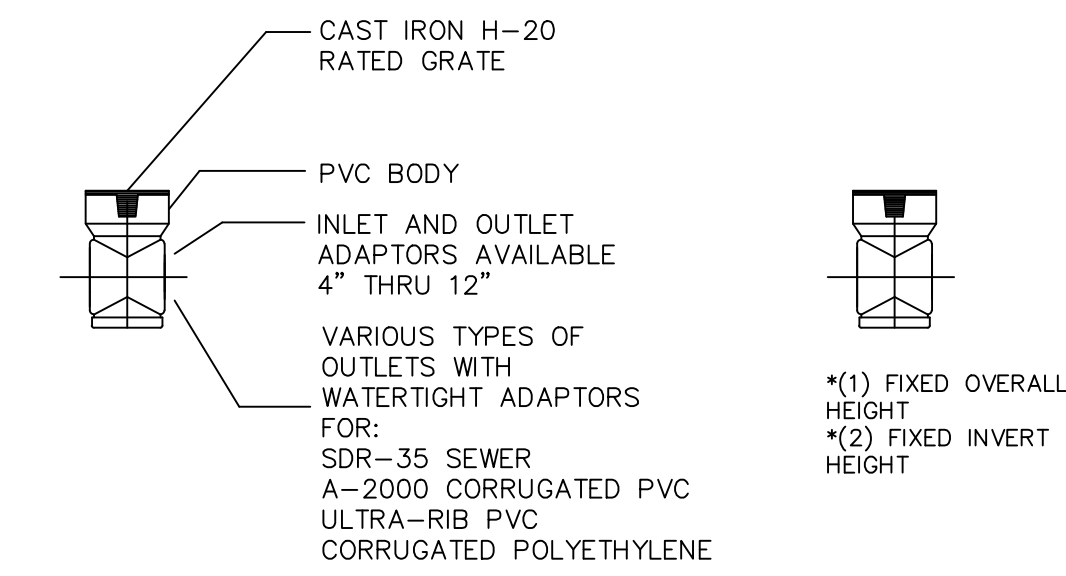 CAST IRON H-20
RATED GRATE
PVC BODY
INLET AND OUTLET
ADAPTORS AVAILABLE
4” THRU 12”
VARIOUS TYPES OF
OUTLETS WITH
WATERTIGHT ADAPTORS
FOR:
SDR-35 SEWER
A-2000 CORRUGATED PVC
ULTRA-RIB PVC
CORRUGATED POLYETHYLENE
*(1) FIXED OVERALL
HEIGHT
*(2) FIXED INVERT
HEIGHT